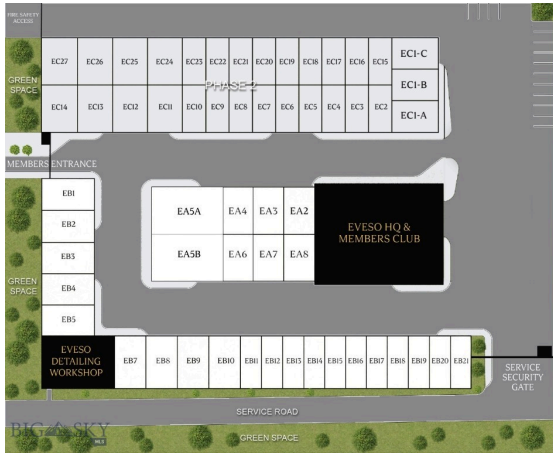 FIRE SAFETY
ACCESS
EC27 EC26 EC25 EC24 EC23 EC22 EC21 EC20 EC19 EC18 EC17 EC16 EC15 EC1-C
GREEN
SPACE
PHASE 2
EC1-B
EC14 EC13 EC12 EC11 EC10 EC9 EC8 EC7 EC6 EC5 EC4 EC3 EC2 EC1-A
MEMBERS ENTRANCE
EB1
EB2
EB3
EB4
EB5
GREEN
SPACE
EA5A EA4 EA3 EA2
EA5B EA6 EA7 EA8
EVESO HQ &
MEMBERS CLUB
EVESO
DETAILING
WORKSHOP
EB7 EB8 EB9 EB10 EB11 EB12 EB13 EB14 EB15 EB16 EB17 EB18 EB19 EB20 EB21
SERVICE
SECURITY
GATE
SERVICE ROAD
BIG SKY
MLS
GREEN SPACE